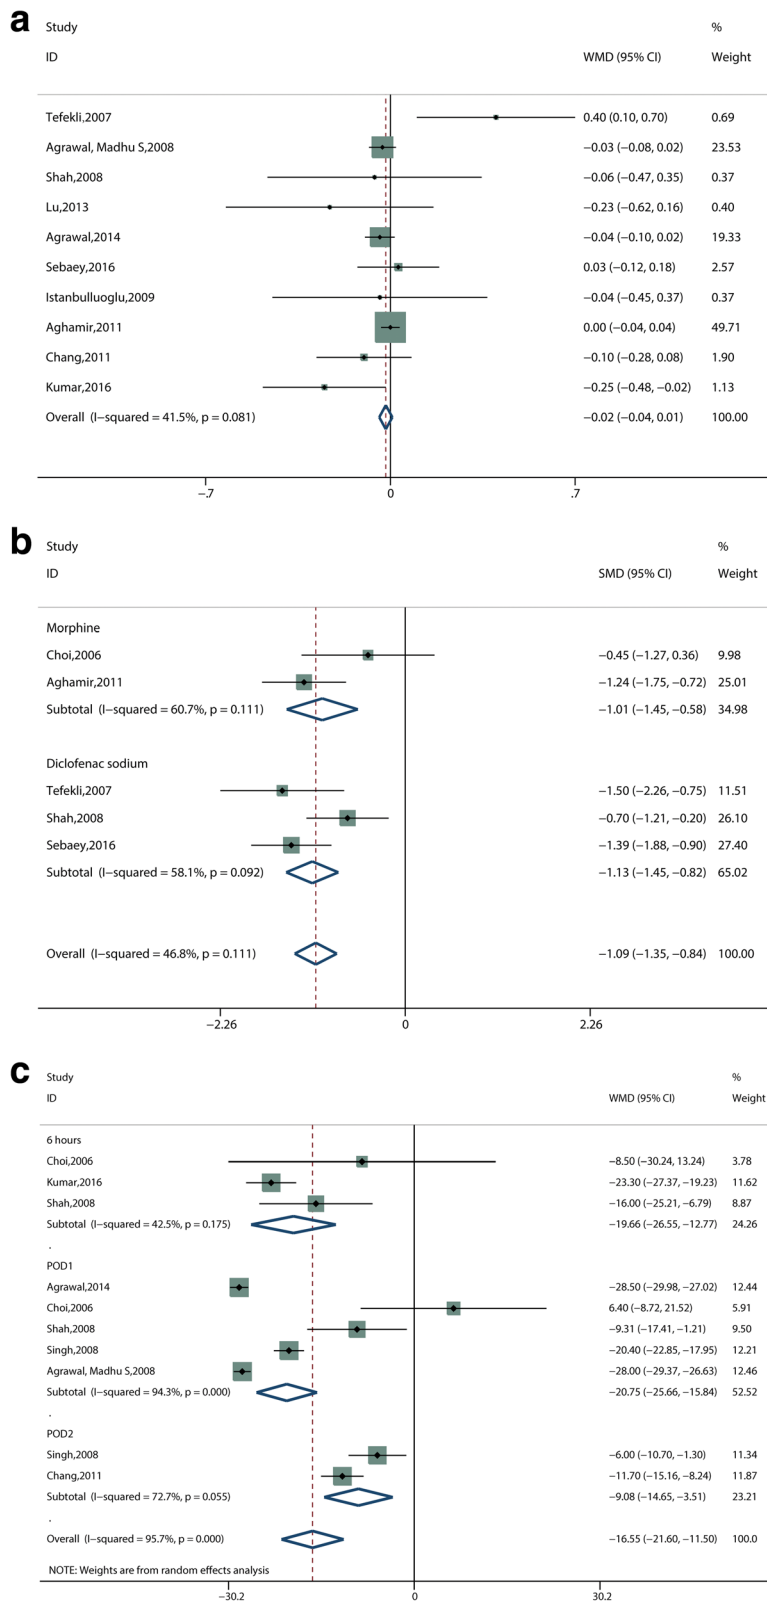 a
Study %
ID WMD (95% CI) Weight
Tefekli,2007 0.40 (0.10, 0.70) 0.69
Agrawal, Madhu S,2008 −0.03 (−0.08, 0.02) 23.53
Shah,2008 −0.06 (−0.47, 0.35) 0.37
Lu,2013 −0.23 (−0.62, 0.16) 0.40
Agrawal,2014 −0.04 (−0.10, 0.02) 19.33
Sebaey,2016 0.03 (−0.12, 0.18) 2.57
Istanbulluoglu,2009 −0.04 (−0.45, 0.37) 0.37
Aghamir,2011 0.00 (−0.04, 0.04) 49.71
Chang,2011 −0.10 (−0.28, 0.08) 1.90
Kumar,2016 −0.25 (−0.48, −0.02) 1.13
Overall (I−squared = 41.5%, p = 0.081) −0.02 (−0.04, 0.01) 100.00
−.7 0 .7
b
Study %
ID SMD (95% CI) Weight
Morphine
Choi,2006 −0.45 (−1.27, 0.36) 9.98
Aghamir,2011 −1.24 (−1.75, −0.72) 25.01
Subtotal (I−squared = 60.7%, p = 0.111) −1.01 (−1.45, −0.58) 34.98
Diclofenac sodium
Tefekli,2007 −1.50 (−2.26, −0.75) 11.51
Shah,2008 −0.70 (−1.21, −0.20) 26.10
Sebaey,2016 −1.39 (−1.88, −0.90) 27.40
Subtotal (I−squared = 58.1%, p = 0.092) −1.13 (−1.45, −0.82) 65.02
Overall (I−squared = 46.8%, p = 0.111) −1.09 (−1.35, −0.84) 100.00
−2.26 0 2.26
c
Study %
ID WMD (95% CI) Weight
6 hours
Choi,2006 −8.50 (−30.24, 13.24) 3.78
Kumar,2016 −23.30 (−27.37, −19.23) 11.62
Shah,2008 −16.00 (−25.21, −6.79) 8.87
Subtotal (I−squared = 42.5%, p = 0.175) −19.66 (−26.55, −12.77) 24.26
.
POD1
Agrawal,2014 −28.50 (−29.98, −27.02) 12.44
Choi,2006 6.40 (−8.72, 21.52) 5.91
Shah,2008 −9.31 (−17.41, −1.21) 9.50
Singh,2008 −20.40 (−22.85, −17.95) 12.21
Agrawal, Madhu S,2008 −28.00 (−29.37, −26.63) 12.46
Subtotal (I−squared = 94.3%, p = 0.000) −20.75 (−25.66, −15.84) 52.52
.
POD2
Singh,2008 −6.00 (−10.70, −1.30) 11.34
Chang,2011 −11.70 (−15.16, −8.24) 11.87
Subtotal (I−squared = 72.7%, p = 0.055) −9.08 (−14.65, −3.51) 23.21
.
Overall (I−squared = 95.7%, p = 0.000) −16.55 (−21.60, −11.50) 100.0
NOTE: Weights are from random effects analysis
−30.2 0 30.2